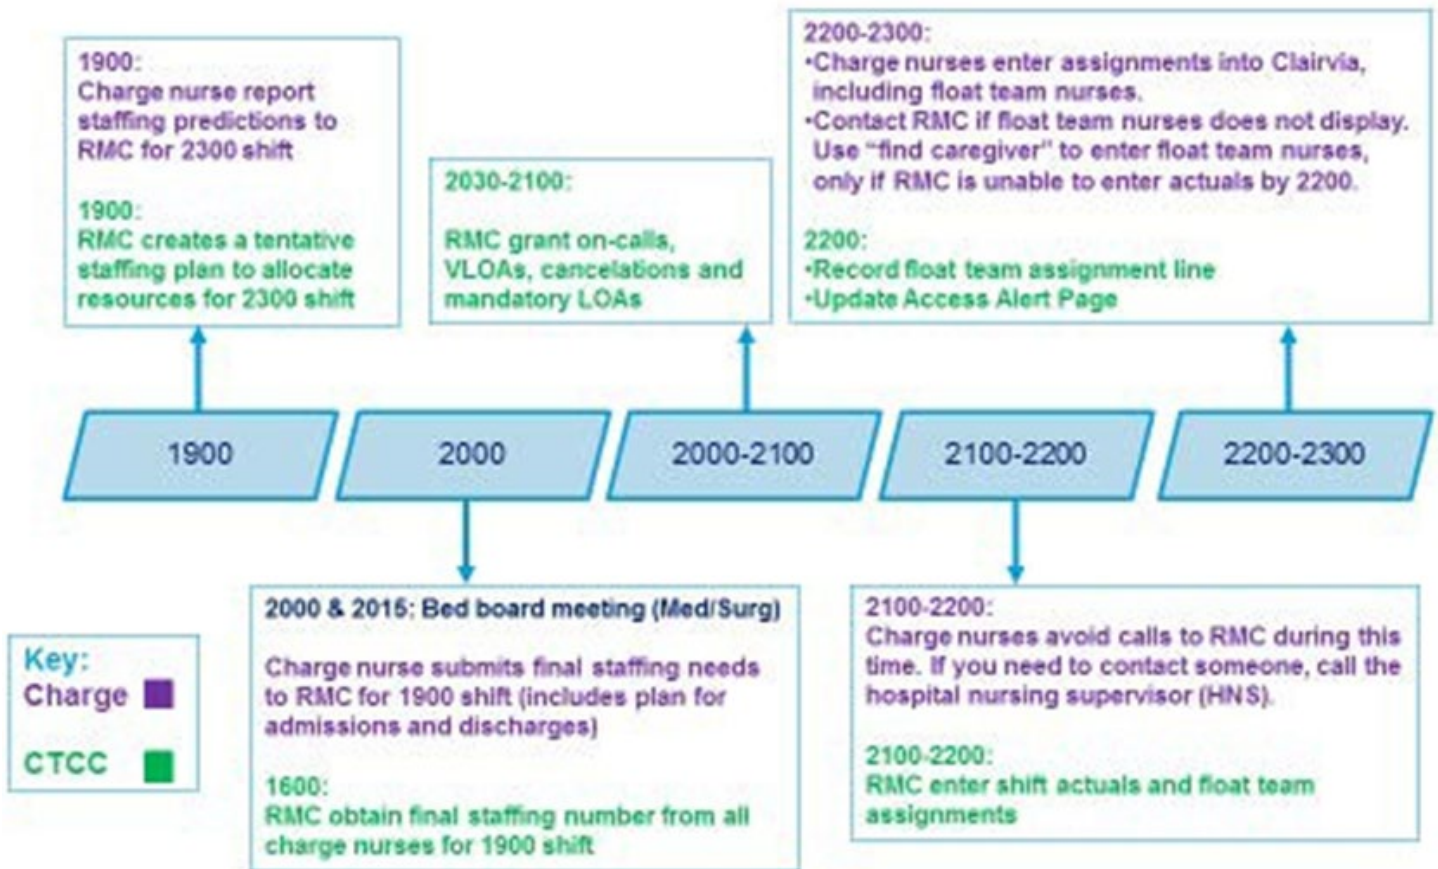 1900:
Charge nurse report
staffing predictions to
RMC for 2300 shift
1900:
RMC creates a tentative
staffing plan to allocate
resources for 2300 shift
2030-2100:
RMC grant on-calls,
VLOAs, cancelations and
mandatory LOAs
2200-2300:
•Charge nurses enter assignments into Clairvia,
including float team nurses.
•Contact RMC if float team nurses does not display.
Use “find caregiver” to enter float team nurses,
only if RMC is unable to enter actuals by 2200.
2200:
•Record float team assignment line
•Update Access Alert Page
1900
2000
2000-2100
2100-2200
2200-2300
Key:
Charge
CTCC
2000 & 2015: Bed board meeting (Med/Surg)
Charge nurse submits final staffing needs
to RMC for 1900 shift (includes plan for
admissions and discharges)
1600:
RMC obtain final staffing number from all
charge nurses for 1900 shift
2100-2200:
Charge nurses avoid calls to RMC during this
time. If you need to contact someone, call the
hospital nursing supervisor (HNS).
2100-2200:
RMC enter shift actuals and float team
assignments